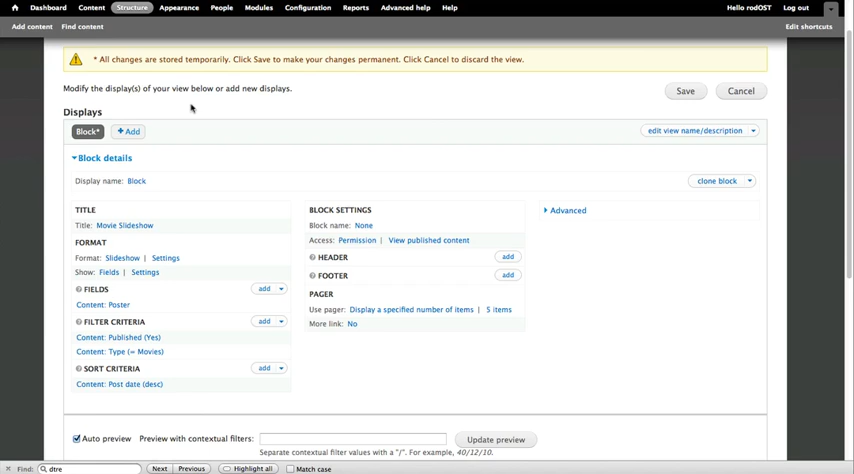 Dashboard Content Structure Appearance People Modules Configuration Reports Advanced help Help Hello rodOST Log out
Add content Find content Edit shortcuts
* All changes are stored temporarily. Click Save to make your changes permanent. Click Cancel to discard the view.
Modify the display(s) of your view below or add new displays.
Save Cancel
Displays
Block* Add edit view name/description
Block details
Display name: Block clone block
TITLE
Title: Movie Slideshow
FORMAT
Format: Slideshow | Settings
Show: Fields | Settings
FIELDS add
Content: Poster
FILTER CRITERIA add
Content: Published (Yes)
Content: Type (= Movies)
SORT CRITERIA add
Content: Post date (desc)
BLOCK SETTINGS
Block name: None
Access: Permission | View published content
HEADER add
FOOTER add
PAGER
Use pager: Display a specified number of items | 5 items
More link: No
Advanced
Auto preview Preview with contextual filters: Update preview
Separate contextual filter values with a "/". For example, 40/12/10.
Find: dtre Next Previous Highlight all Match case